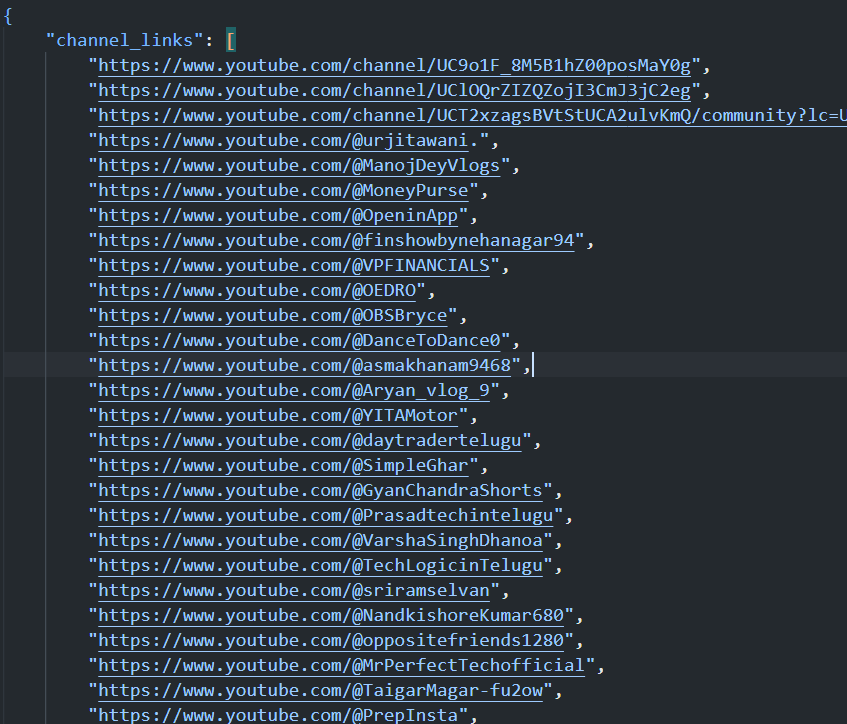 {
"channel_links": [
"https://www.youtube.com/channel/UC9o1F_8M5B1hZ00posMaY0g",
"https://www.youtube.com/channel/UClOQrZIZQZojI3CmJ3jC2eg",
"https://www.youtube.com/channel/UCT2xzagsBVtStUCA2ulvKmQ/community?lc=U
"https://www.youtube.com/@urjitawani.",
"https://www.youtube.com/@ManojDeyVlogs",
"https://www.youtube.com/@MoneyPurse",
"https://www.youtube.com/@OpeninApp",
"https://www.youtube.com/@finshowbynehanagar94",
"https://www.youtube.com/@VPFINANCIALS",
"https://www.youtube.com/@OEDRO",
"https://www.youtube.com/@OBSBryce",
"https://www.youtube.com/@DanceToDance0",
"https://www.youtube.com/@asmakhanam9468",
"https://www.youtube.com/@Aryan_vlog_9",
"https://www.youtube.com/@YITAMotor",
"https://www.youtube.com/@daytradertelugu",
"https://www.youtube.com/@SimpleGhar",
"https://www.youtube.com/@GyanChandraShorts",
"https://www.youtube.com/@Prasadtechintelugu",
"https://www.youtube.com/@VarshaSinghDhanoa",
"https://www.youtube.com/@TechLogicinTelugu",
"https://www.youtube.com/@sriramselvan",
"https://www.youtube.com/@NandkishoreKumar680",
"https://www.youtube.com/@oppositefriends1280",
"https://www.youtube.com/@MrPerfectTechofficial",
"https://www.youtube.com/@TaigarMagar-fu2ow",
"https://www.youtube.com/@PrepInsta",